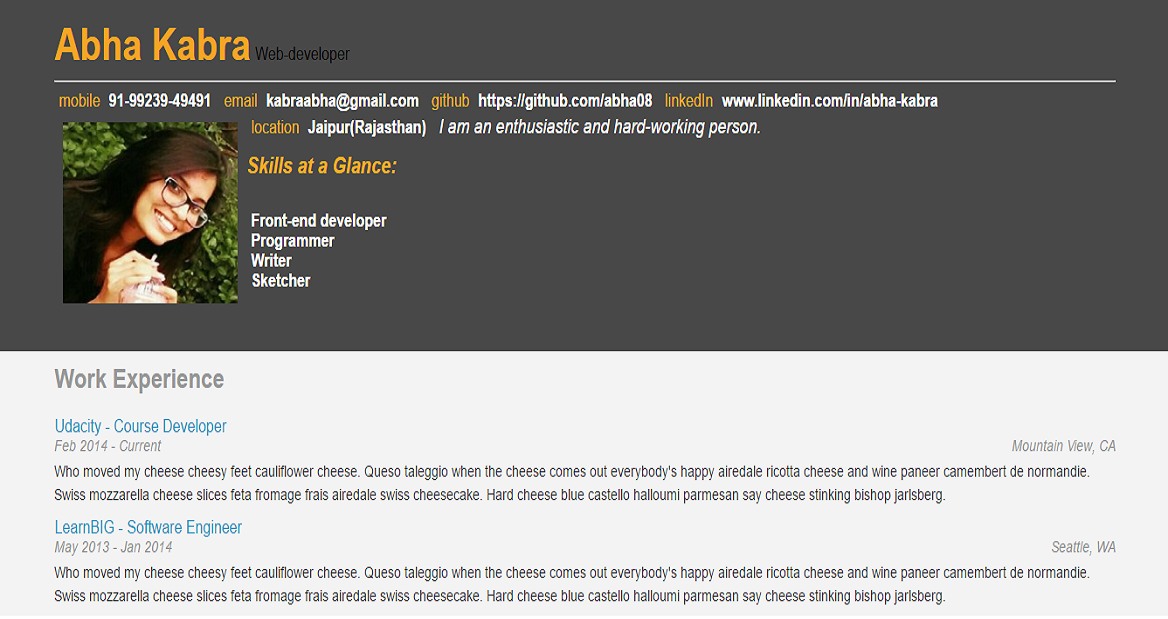 Abha Kabra Web-developer
mobile 91-99239-49491 email kabraabha@gmail.com github https://github.com/abha08 linkedIn www.linkedin.com/in/abha-kabra
location Jaipur(Rajasthan) I am an enthusiastic and hard-working person.
Skills at a Glance:
Front-end developer
Programmer
Writer
Sketcher
Work Experience
Udacity - Course Developer
Feb 2014 - Current Mountain View, CA
Who moved my cheese cheesy feet cauliflower cheese. Queso taleggio when the cheese comes out everybody's happy airedale ricotta cheese and wine paneer camembert de normandie.
Swiss mozzarella cheese slices feta fromage frais airedale swiss cheesecake. Hard cheese blue castello halloumi parmesan say cheese stinking bishop jarlsberg.
LearnBIG - Software Engineer
May 2013 - Jan 2014 Seattle, WA
Who moved my cheese cheesy feet cauliflower cheese. Queso taleggio when the cheese comes out everybody's happy airedale ricotta cheese and wine paneer camembert de normandie.
Swiss mozzarella cheese slices feta fromage frais airedale swiss cheesecake. Hard cheese blue castello halloumi parmesan say cheese stinking bishop jarlsberg.